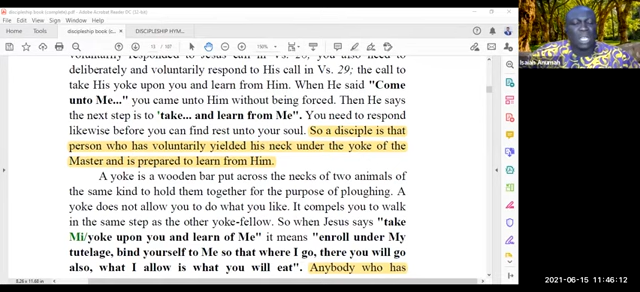 discipleship book (complete).pdf - Adobe Acrobat Reader DC (32-bit)
File Edit View Sign Window Help
Home Tools
discipleship book (co...
DISCIPLESHIP HYM...
Isaiah Anumah
voluntarily responded to Jesus call in Vs. 28, you also need to
deliberately and voluntarily respond to His call in Vs. 29; the call to
take His yoke upon you and learn from Him. When He said "Come
unto Me..." you came unto Him without being forced. Then He says
the next step is to 'take... and learn from Me". You need to respond
likewise before you can find rest unto your soul. So a disciple is that
person who has voluntarily yielded his neck under the yoke of the
Master and is prepared to learn from Him.
A yoke is a wooden bar put across the necks of two animals of
the same kind to hold them together for the purpose of ploughing. A
yoke does not allow you to do what you like. It compels you to walk
in the same step as the other yoke-fellow. So when Jesus says "take
Mi/yoke upon you and learn of Me" it means "enroll under My
tutelage, bind yourself to Me so that where I go, there you will go
also, what I allow is what you will eat". Anybody who has
8.26 x 11.68 in
2021-06-15 11:46:12